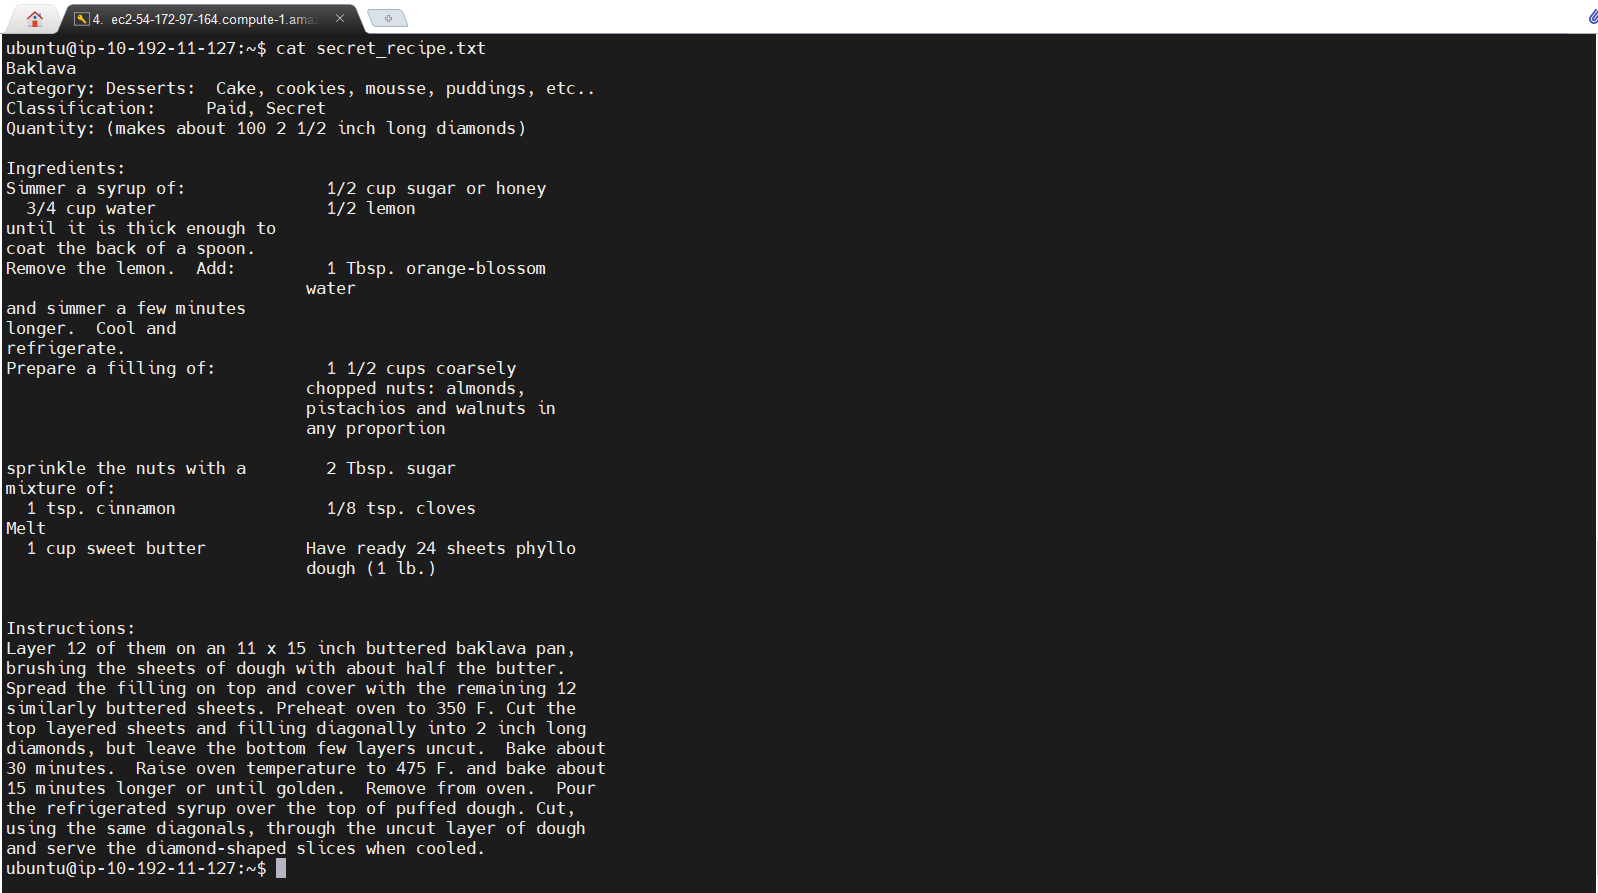 4. ec2-54-172-97-164.compute-1.ama
ubuntu@ip-10-192-11-127:~$ cat secret_recipe.txt
Baklava
Category: Desserts:  Cake, cookies, mousse, puddings, etc..
Classification:     Paid, Secret
Quantity: (makes about 100 2 1/2 inch long diamonds)

Ingredients:
Simmer a syrup of:              1/2 cup sugar or honey
  3/4 cup water                 1/2 lemon
until it is thick enough to
coat the back of a spoon.
Remove the lemon.  Add:         1 Tbsp. orange-blossom
                              water
and simmer a few minutes
longer.  Cool and
refrigerate.
Prepare a filling of:           1 1/2 cups coarsely
                              chopped nuts: almonds,
                              pistachios and walnuts in
                              any proportion

sprinkle the nuts with a        2 Tbsp. sugar
mixture of:
  1 tsp. cinnamon               1/8 tsp. cloves
Melt
  1 cup sweet butter          Have ready 24 sheets phyllo
                              dough (1 lb.)

Instructions:
Layer 12 of them on an 11 x 15 inch buttered baklava pan,
brushing the sheets of dough with about half the butter.
Spread the filling on top and cover with the remaining 12
similarly buttered sheets. Preheat oven to 350 F. Cut the
top layered sheets and filling diagonally into 2 inch long
diamonds, but leave the bottom few layers uncut.  Bake about
30 minutes.  Raise oven temperature to 475 F. and bake about
15 minutes longer or until golden.  Remove from oven.  Pour
the refrigerated syrup over the top of puffed dough. Cut,
using the same diagonals, through the uncut layer of dough
and serve the diamond-shaped slices when cooled.
ubuntu@ip-10-192-11-127:~$